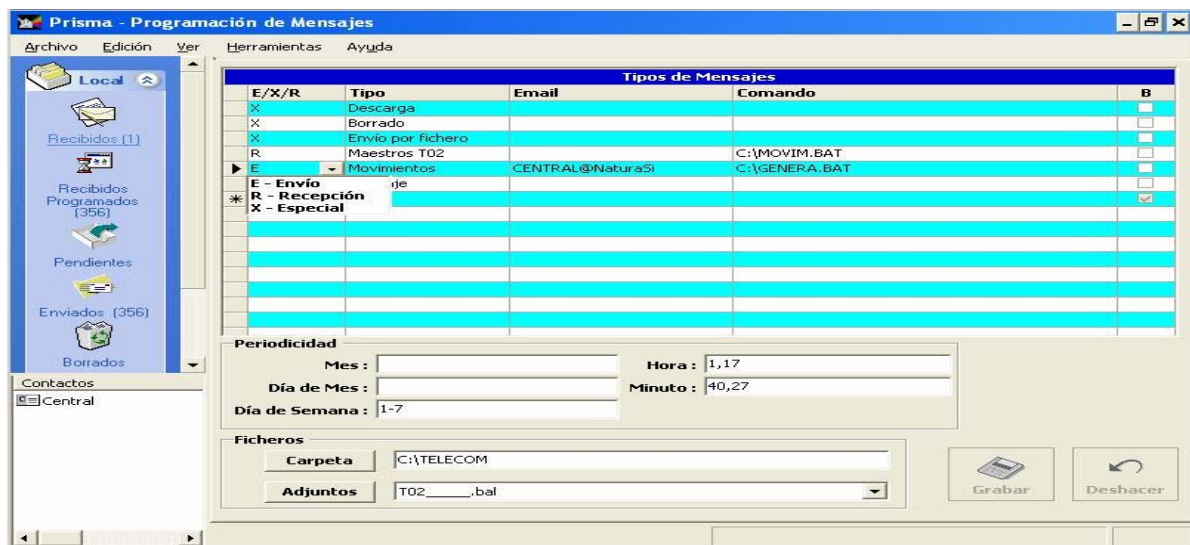 Prisma - Programación de Mensajes
Archivo Edición Ver Herramientas Ayuda
Local
Recibidos (1)
Recibidos
Programados
(356)
Pendientes
Enviados (356)
Borrados
Contactos
Central
Tipos de Mensajes
E/X/R Tipo Email Comando B
X Descarga
X Borrado
X Envío por fichero
R Maestros T02 C:\MOVIM.BAT
E Movimientos CENTRAL@NaturaSi C:\GENERA.BAT
E - Envío je
R - Recepción
X - Especial
Periodicidad
Mes : Hora : 1,17
Día de Mes : Minuto : 40,27
Día de Semana : 1-7
Ficheros
Carpeta C:\TELECOM
Adjuntos T02_____.bal
Grabar Deshacer